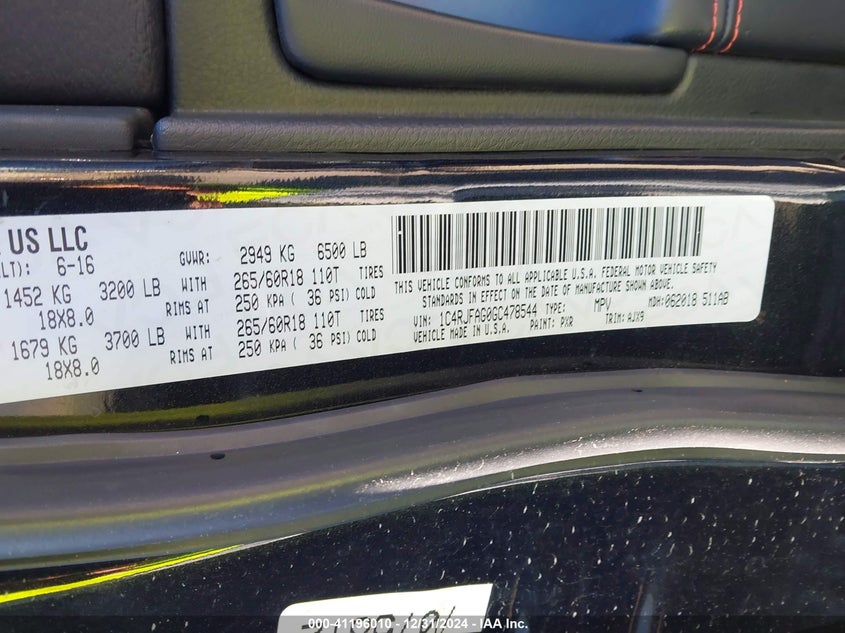 US LLC
LT): 6-16
GVWR: 2949 KG 6500 LB
1452 KG 3200 LB WITH 265/60R18 110T TIRES
18X8.0 RIMS AT 250 KPA ( 36 PSI) COLD
1679 KG 3700 LB WITH 265/60R18 110T TIRES
18X8.0 RIMS AT 250 KPA ( 36 PSI) COLD
THIS VEHICLE CONFORMS TO ALL APPLICABLE U.S.A. FEDERAL MOTOR VEHICLE SAFETY
STANDARDS IN EFFECT ON THE DATE OF MANUFACTURE SHOWN ABOVE.
VIN: 1C4RJFAG0GC478544 TYPE: MPV MDH: 062018 511AB
VEHICLE MADE IN U.S.A. PAINT: PXR TRIM: AJX9
000-41196010 - 12/31/2024 - IAA Inc.